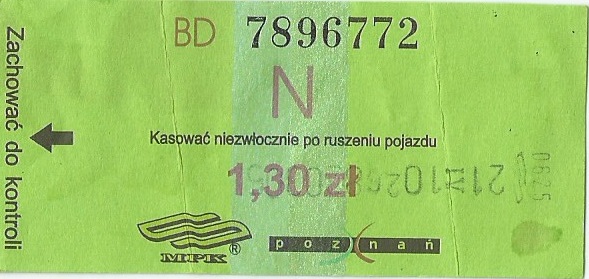 Zachować do kontroli
BD 7896772
N
Kasować niezwłocznie po ruszeniu pojazdu
1,30 zł
MPK ®
poznań